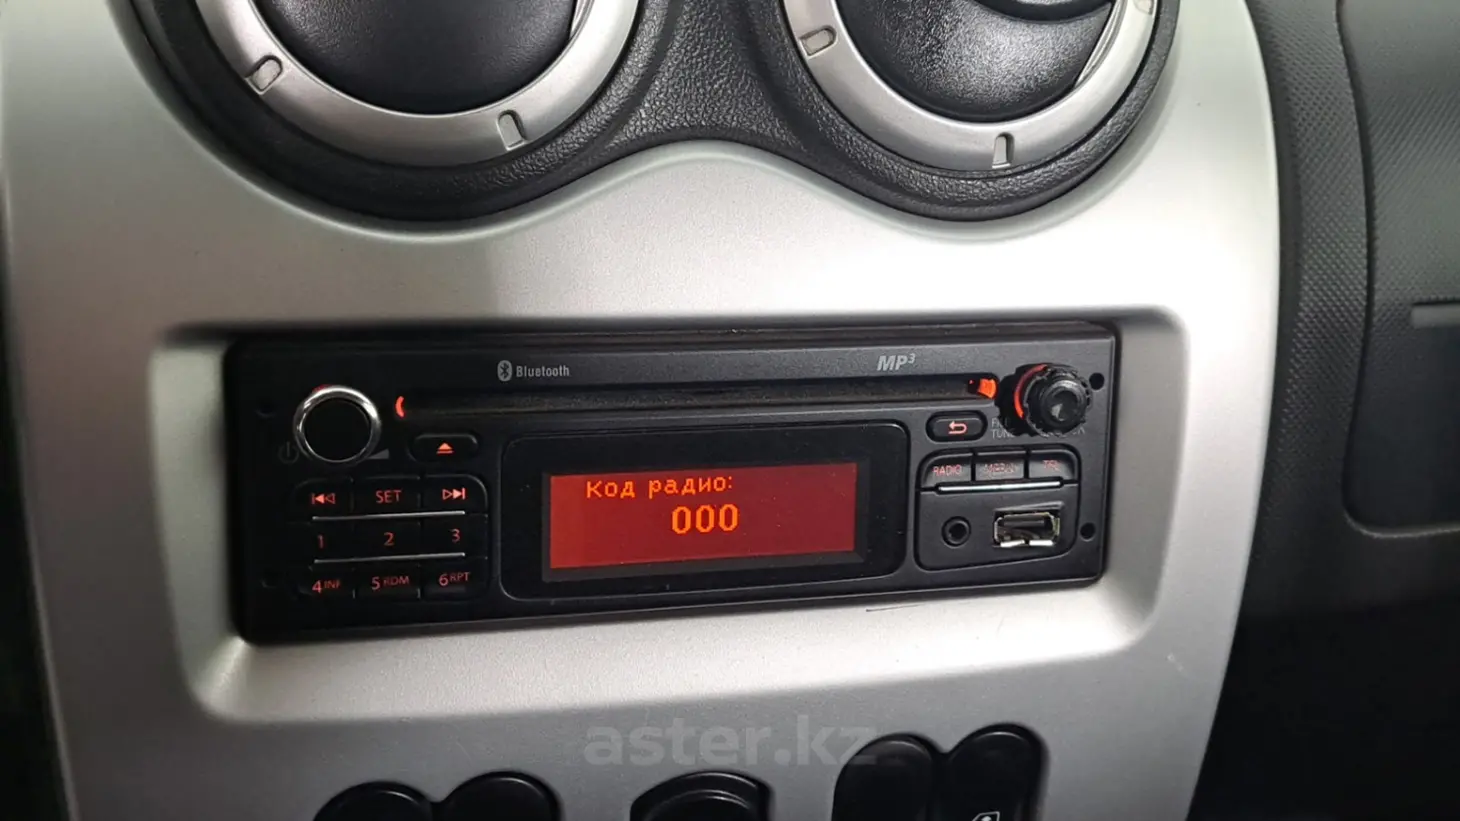 Bluetooth
MP3
Код радио:
000
SET
RADIO
1
2
3
4INF
5RDM
6RPT
aster.kz